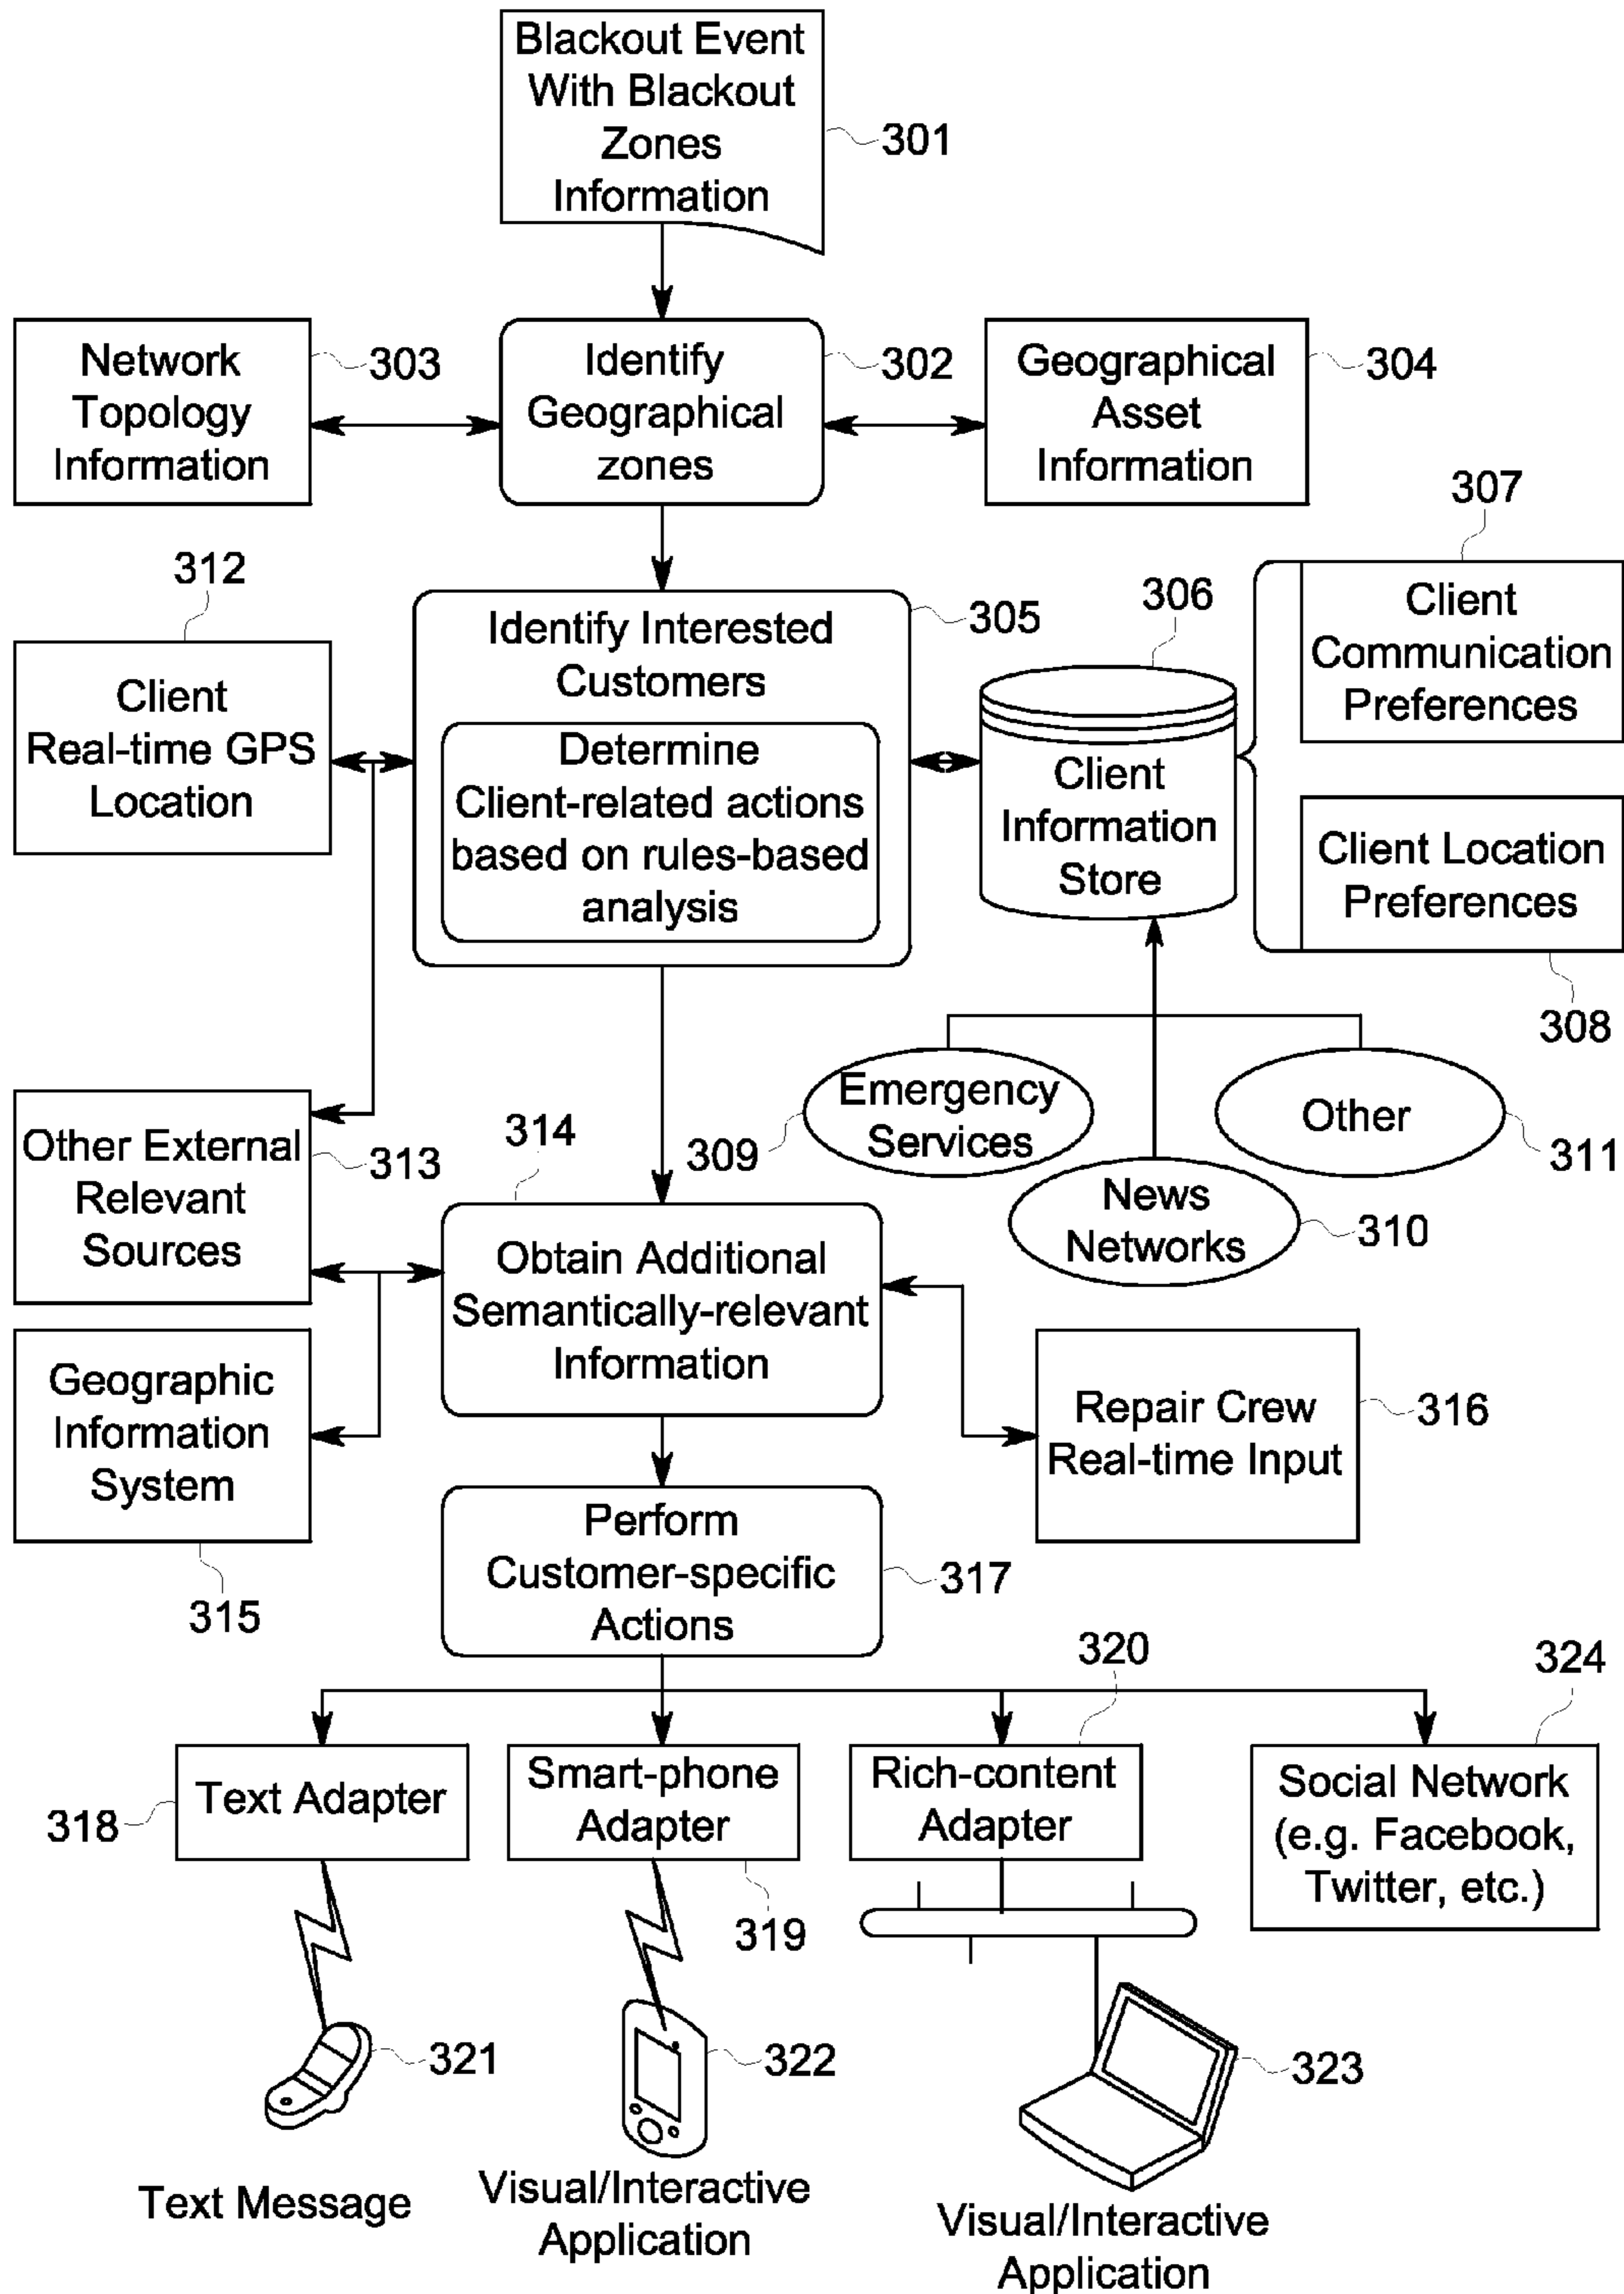 Blackout Event
With Blackout
Zones
Information
301
Network
Topology
Information
303
Identify
Geographical
zones
302
Geographical
Asset
Information
304
307
312
Client
Real-time GPS
Location
Identify Interested
Customers
305
Determine
Client-related actions
based on rules-based
analysis
306
Client
Information
Store
Client
Communication
Preferences
Client Location
Preferences
308
Emergency
Services
309
Other
311
News
Networks
310
Other External
Relevant
Sources
313
314
Obtain Additional
Semantically-relevant
Information
Geographic
Information
System
315
Repair Crew
Real-time Input
316
Perform
Customer-specific
Actions
317
320
324
Text Adapter
318
Smart-phone
Adapter
319
Rich-content
Adapter
Social Network
(e.g. Facebook,
Twitter, etc.)
321
322
323
Text Message
Visual/Interactive
Application
Visual/Interactive
Application